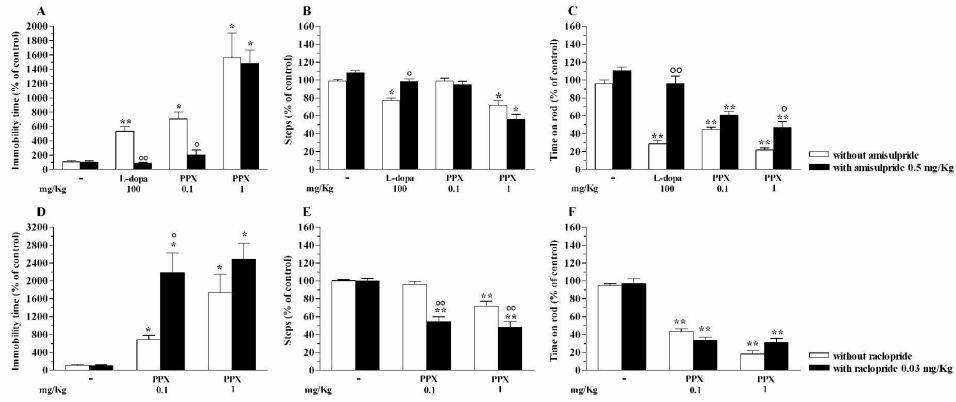 A
B
C
Immobility time (% of control)
2000
1800
1600
1400
1200
1000
800
600
400
200
0
**
oo
*
o
*
*
-
L-dopa
PPX
PPX
mg/Kg
100
0.1
1
Steps (% of control)
160
140
120
100
80
60
40
20
0
*
o
*
*
-
L-dopa
PPX
PPX
100
0.1
1
Time on rod (% of control)
160
140
120
100
80
60
40
20
0
**
oo
**
**
**
o
**
-
L-dopa
PPX
PPX
100
0.1
1
without amisulpride
with amisulpride 0.5 mg/Kg
mg/Kg
D
E
F
Immobility time (% of control)
3200
2800
2400
2000
1600
1200
800
400
0
*
o
*
*
*
-
PPX
PPX
mg/Kg
0.1
1
Steps (% of control)
160
140
120
100
80
60
40
20
0
oo
**
**
oo
**
-
PPX
PPX
0.1
1
Time on rod (% of control)
160
140
120
100
80
60
40
20
0
**
**
**
**
-
PPX
PPX
0.1
1
without raclopride
with raclopride 0.03 mg/Kg
mg/Kg